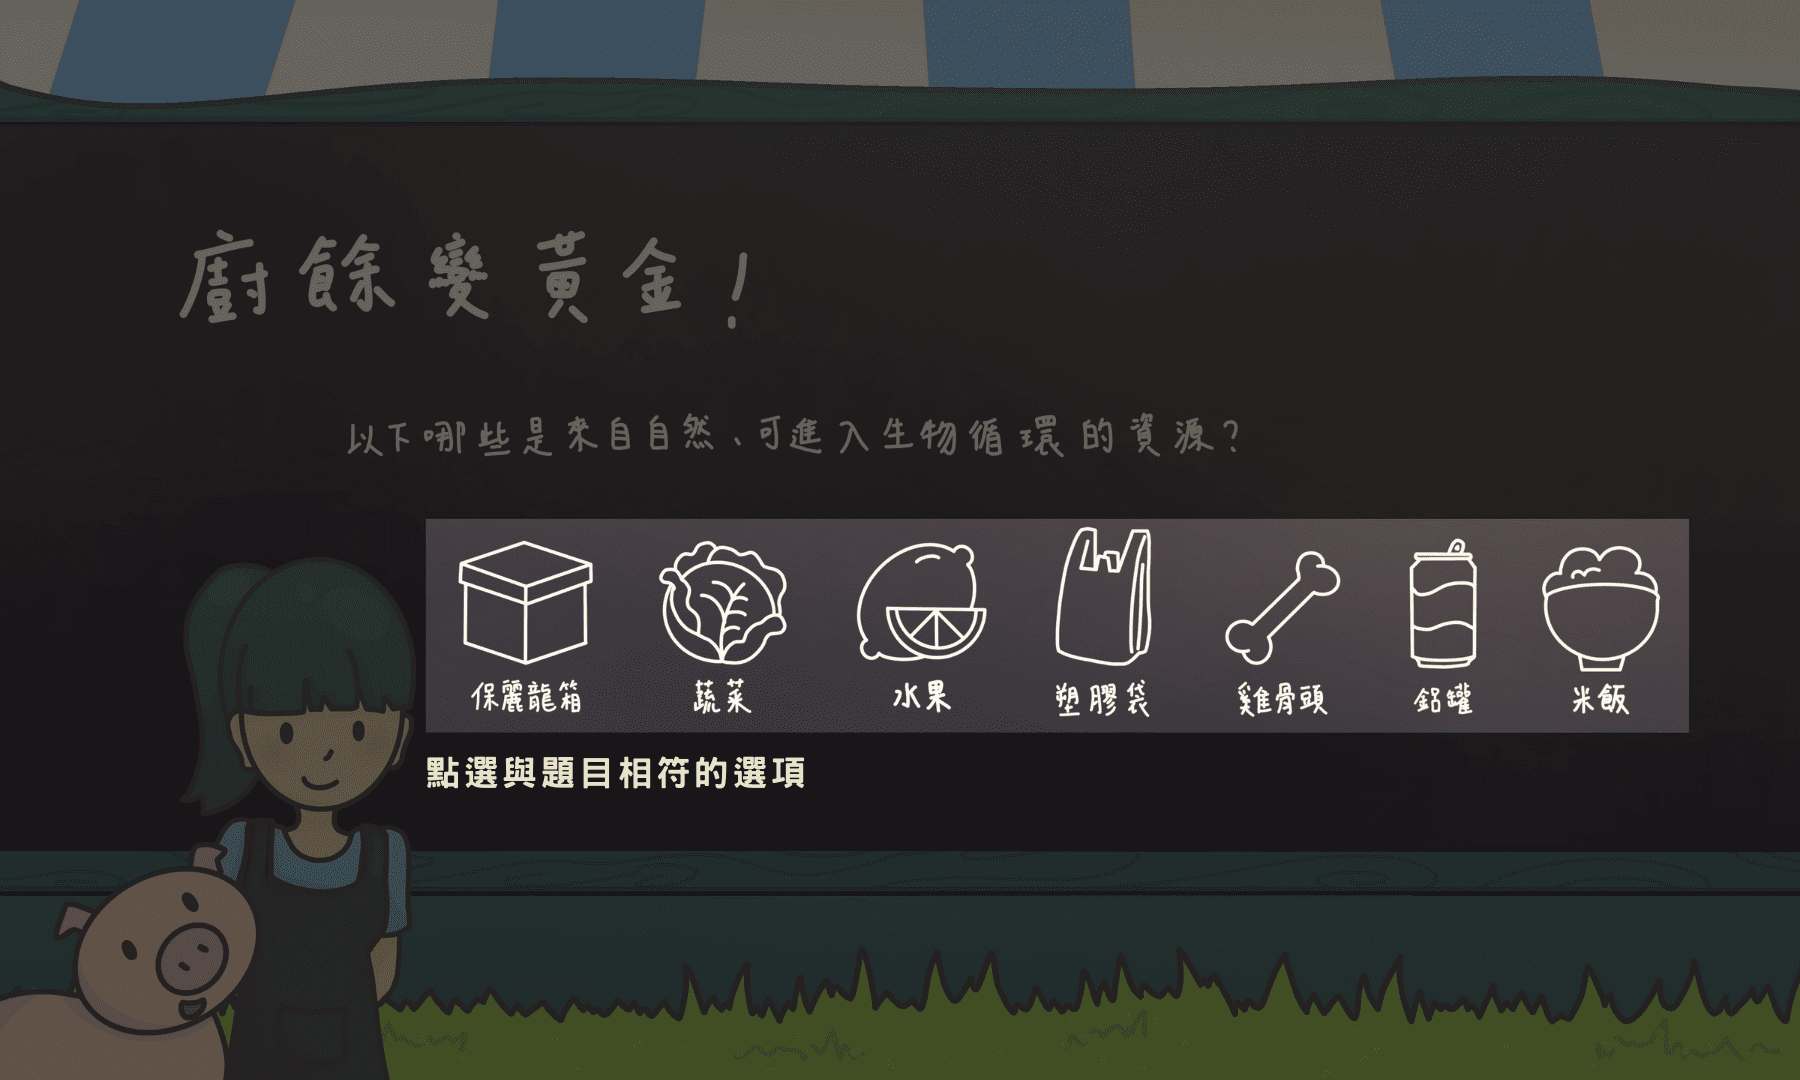 廚餘變黃金！
以下哪些是來自自然、可進入生物循環的資源？
保麗龍箱 蔬菜 水果 塑膠袋 雞骨頭 鋁罐 米飯
點選與題目相符的選項